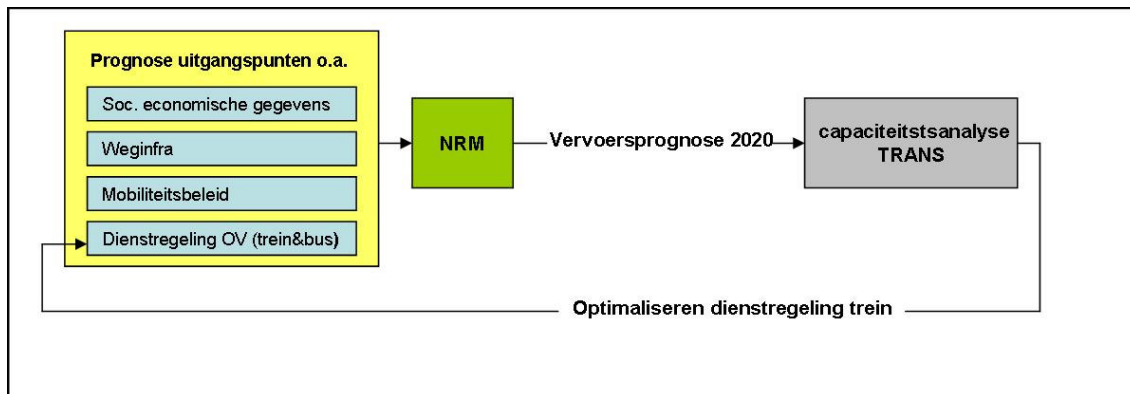 Prognose uitgangspunten o.a.
Soc. economische gegevens
Weginfra
Mobiliteitsbeleid
Dienstregeling OV (trein&bus)
NRM
Vervoersprognose 2020
capaciteitstsanalyse
TRANS
Optimaliseren dienstregeling trein